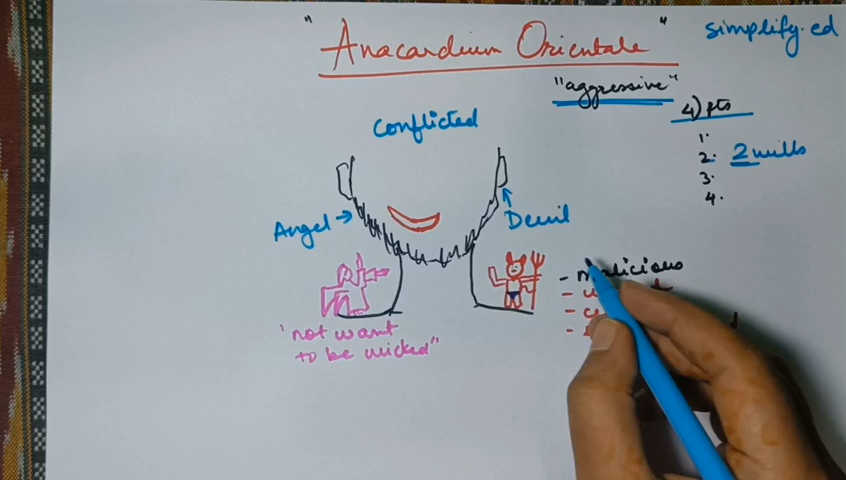 " Anacardium Orientale "
simplify.ed
"aggressive"
4) pts
1.
2. 2 wills
3.
4.
Conflicted
Angel →
Devil
- malicious
'not want
to be wicked"